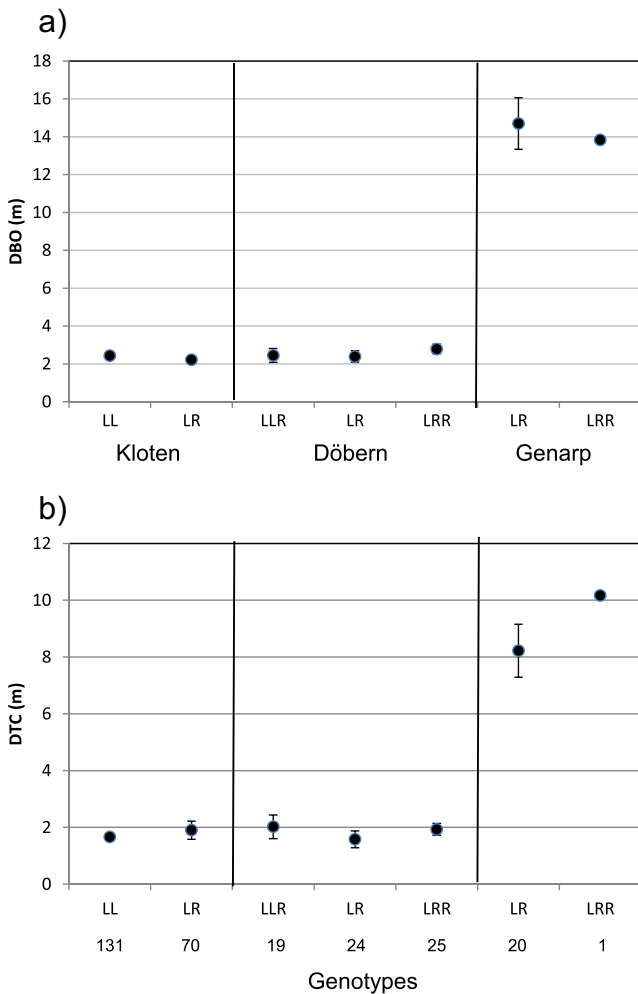 a)
18
16
14
12
10
8
6
4
2
0
DBO (m)
LL LR LLR LR LRR LR LRR
Kloten Döbern Genarp
b)
12
10
8
6
4
2
0
DTC (m)
LL LR LLR LR LRR LR LRR
131 70 19 24 25 20 1
Genotypes